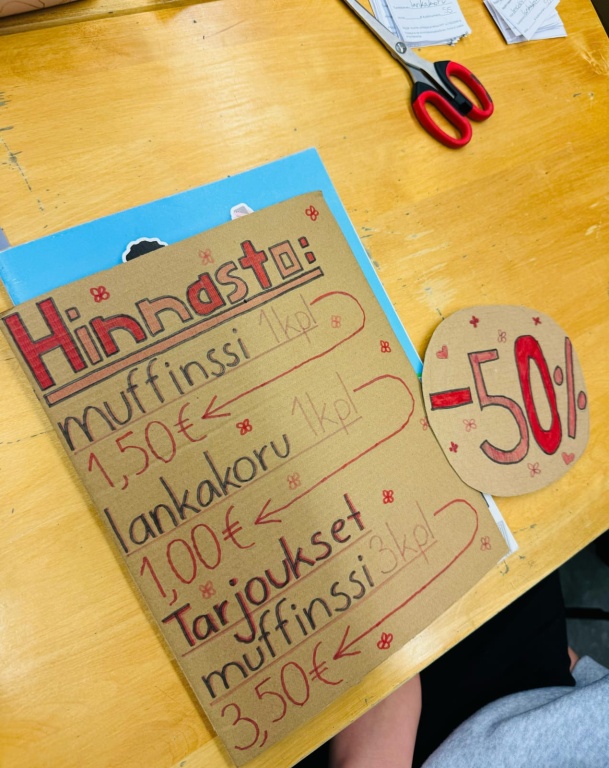 Hinnasto:
muffinssi 1kpl
1,50€
lankakoru 1kpl
1,00€
Tarjoukset
muffinssi 3kpl
3,50€
-50%